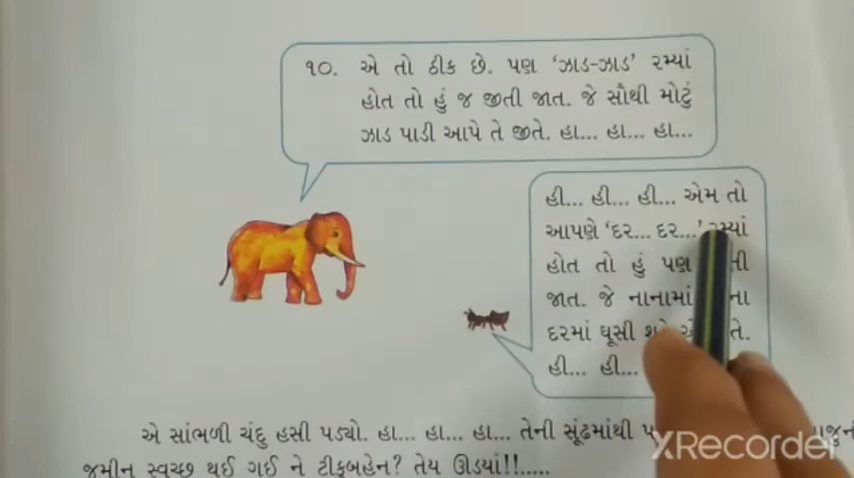 ૧૦. એ તો ઠીક છે. પણ ‘ઝાડ-ઝાડ’ રમ્યાં
હોત તો હું જ જીતી જાત. જે સૌથી મોટું
ઝાડ પાડી આપે તે જીતે. હા... હા... હા...
હી... હી... હી... એમ તો
આપણે ‘દર... દર...’ રમ્યાં
હોત તો હું પણ
જાત. જે નાનામાં
દરમાં ઘૂસી
હી... હી...
એ સાંભળી ચંદુ હસી પડ્યો. હા... હા... હા... તેની સૂંઢમાંથી
જમીન સ્વચ્છ થઈ ગઈ ને ટીકુબહેન? તેય ઊડ્યાં!!.....
XRecorder